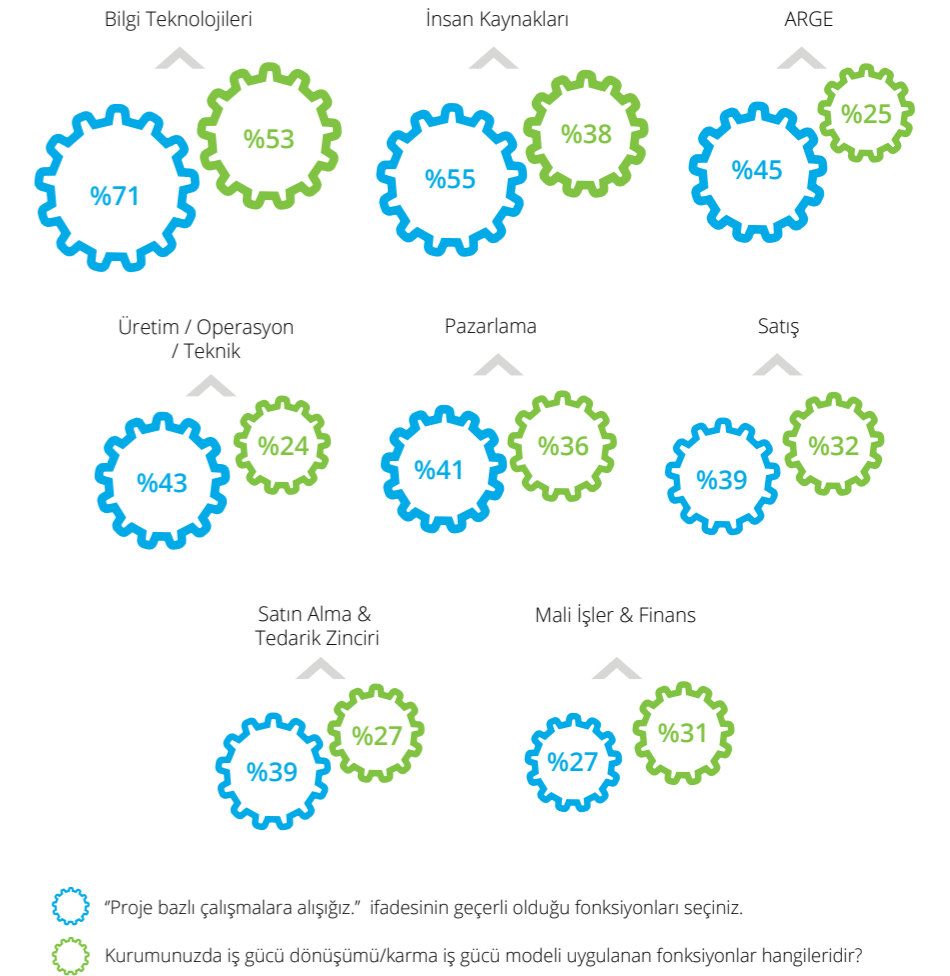 Bilgi Teknolojileri
%71
%53
İnsan Kaynakları
%55
%38
ARGE
%45
%25
Üretim / Operasyon
/ Teknik
%43
%24
Pazarlama
%41
%36
Satış
%39
%32
Satın Alma &
Tedarik Zinciri
%39
%27
Mali İşler & Finans
%27
%31
“Proje bazlı çalışmalara alışığız.” ifadesinin geçerli olduğu fonksiyonları seçiniz.
Kurumunuzda iş gücü dönüşümü/karma iş gücü modeli uygulanan fonksiyonlar hangileridir?